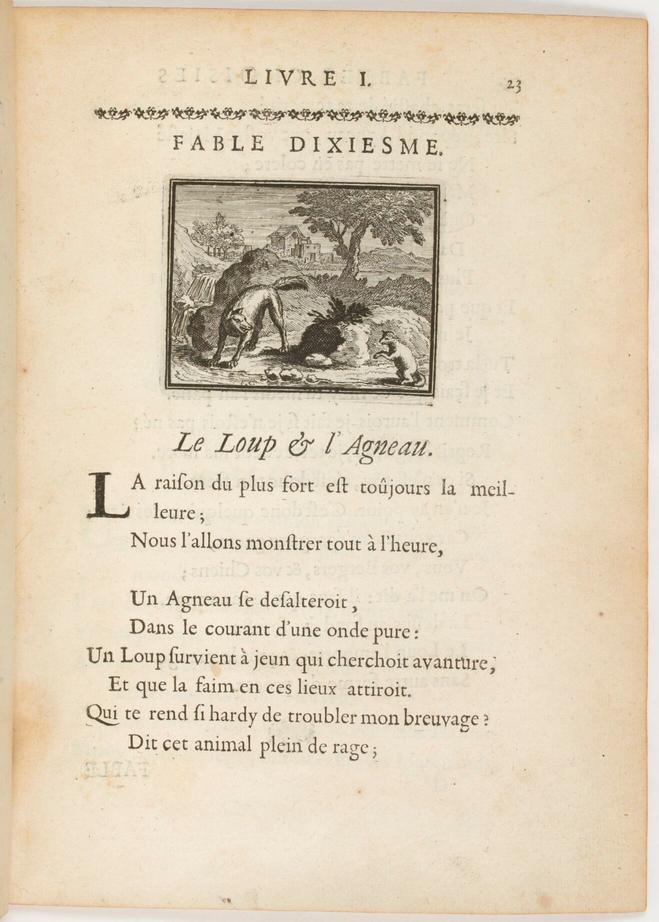 LIVRE I. 23
FABLE DIXIESME.
Le Loup & l'Agneau.
LA raiſon du plus fort eſt toûjours la meil-
leure ;
Nous l'allons monſtrer tout à l'heure,
Un Agneau ſe deſalteroit ,
Dans le courant d'une onde pure :
Un Loup ſurvient à jeun qui cherchoit avanture,
Et que la faim en ces lieux attiroit.
Qui te rend ſi hardy de troubler mon breuvage ?
Dit cet animal plein de rage ;